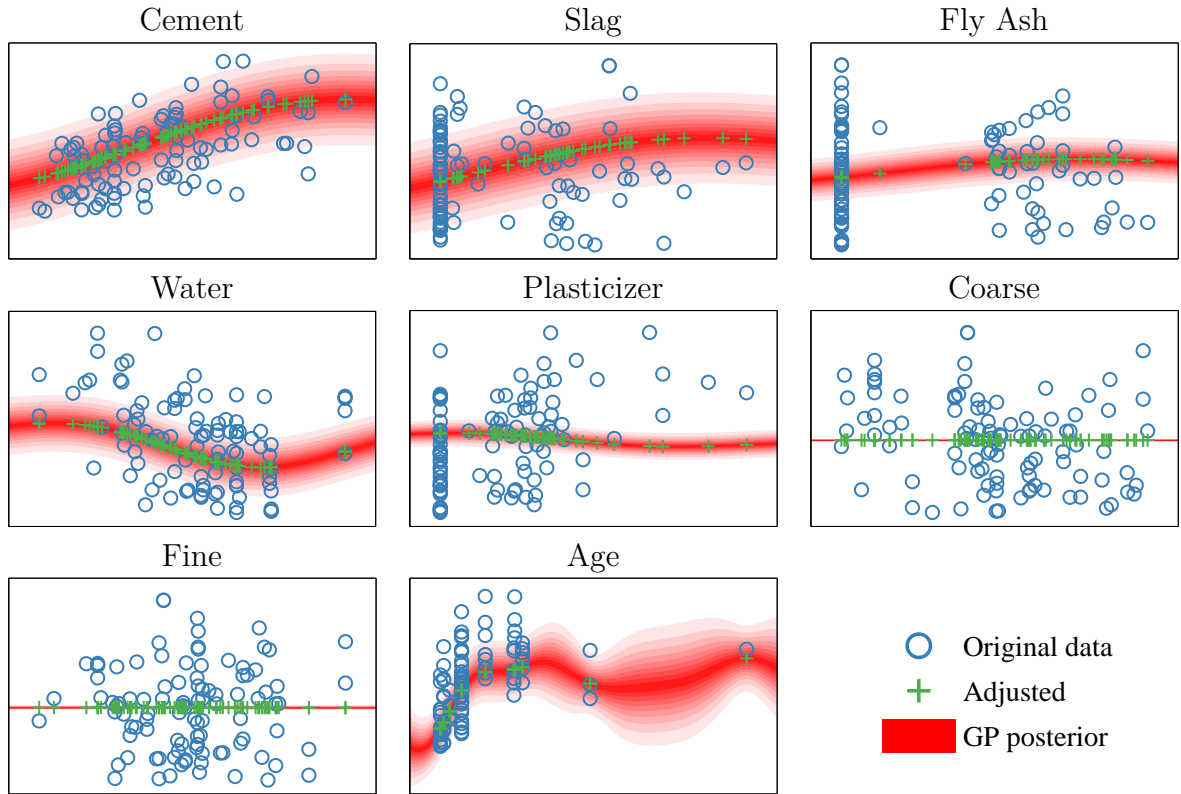 Cement
Slag
Fly Ash
Water
Plasticizer
Coarse
Fine
Age
Original data
Adjusted
GP posterior